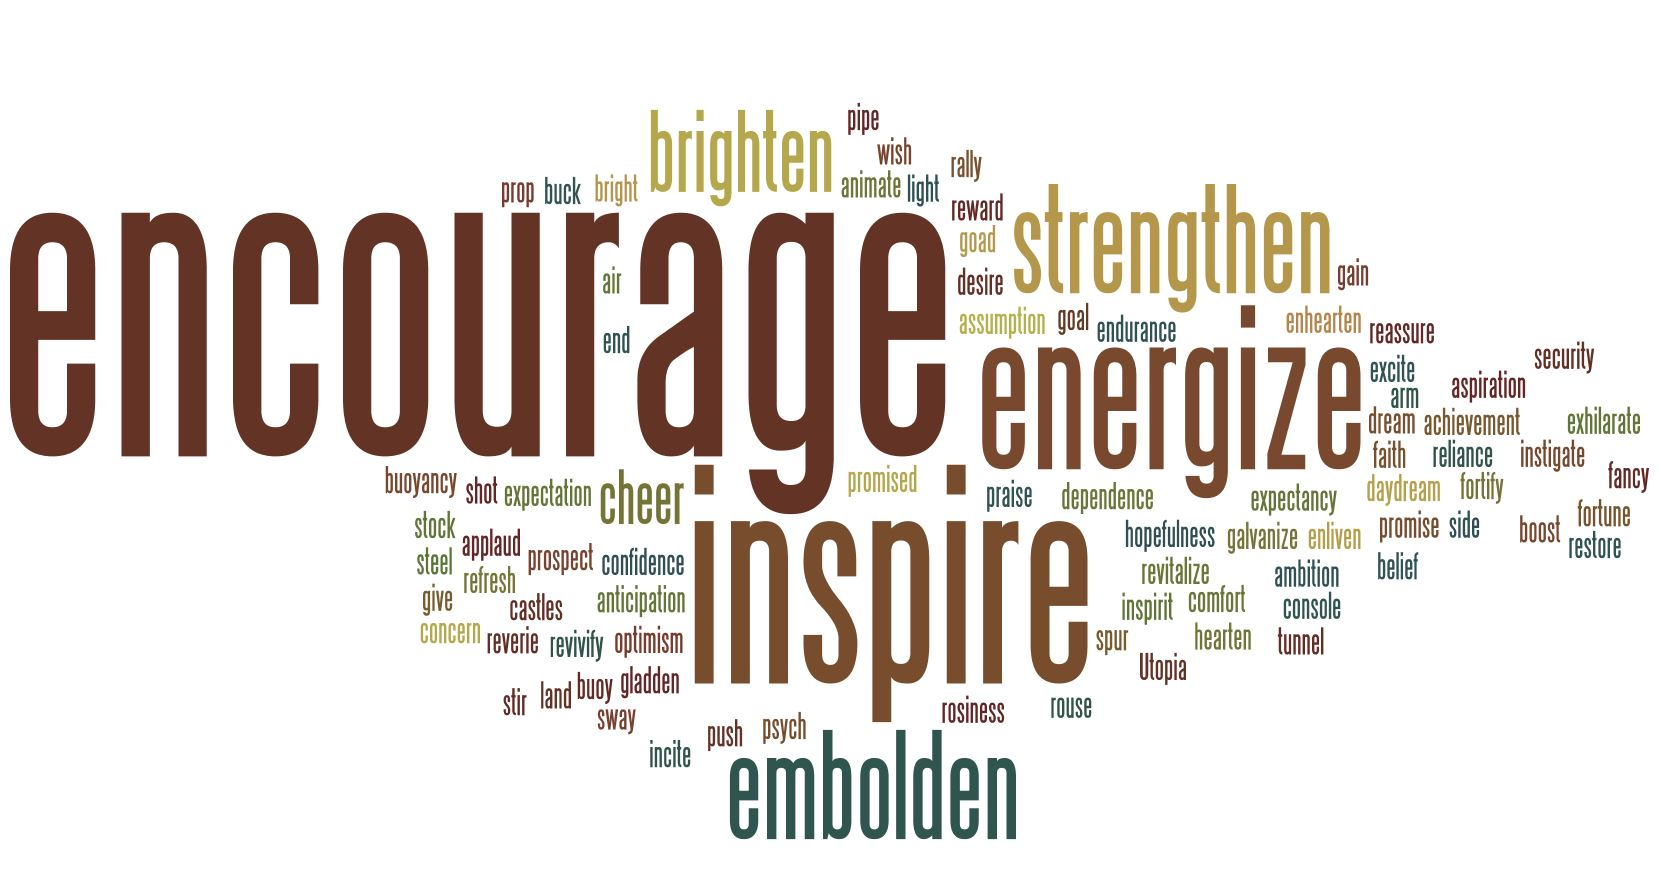 pipe
wish
brighten
rally
prop buck bright animate light
encourage
reward
strengthen
goad
air
desire
gain
assumption goal endurance enhearten reassure
end
energize
security
excite
arm
aspiration
dream achievement exhilarate
faith reliance instigate
fancy
buoyancy shot expectation cheer promised praise dependence expectancy daydream fortify
inspire
stock
applaud
hopefulness galvanize enliven promise side boost fortune
restore
steel prospect confidence
refresh
revitalize ambition belief
give castles anticipation
inspirit comfort console
concern reverie revivify optimism
spur hearten tunnel
Utopia
stir land buoy gladden
sway
rosiness rouse
incite push psych
embolden